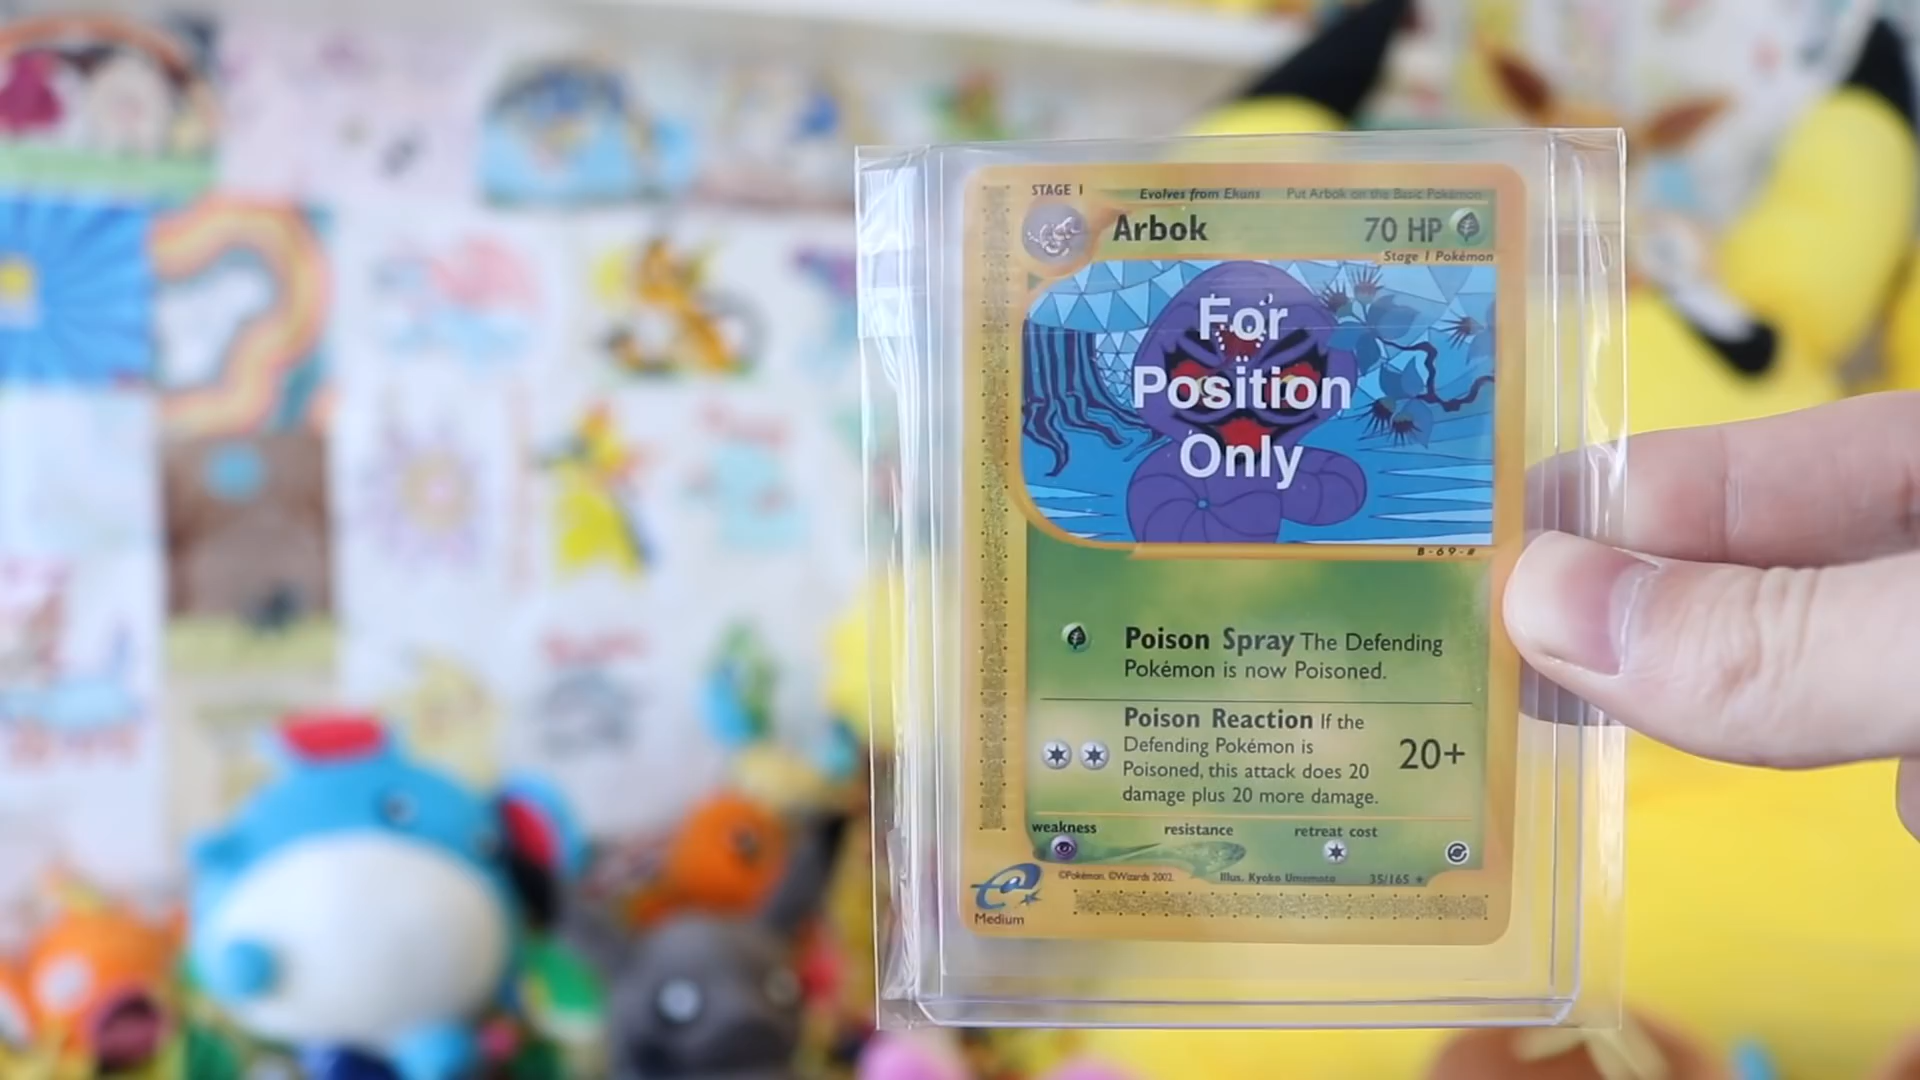 STAGE 1
Evolves from Ekans
Put Arbok on the Basic Pokémon
Arbok
70 HP
Stage 1 Pokémon
For
Position
Only
B-69-#
Poison Spray The Defending
Pokémon is now Poisoned.
Poison Reaction If the
Defending Pokémon is
Poisoned, this attack does 20
damage plus 20 more damage.
20+
weakness
resistance
retreat cost
©Pokémon. ©Wizards 2002.
Illus. Kyoko Umemoto
35/165
e
Medium